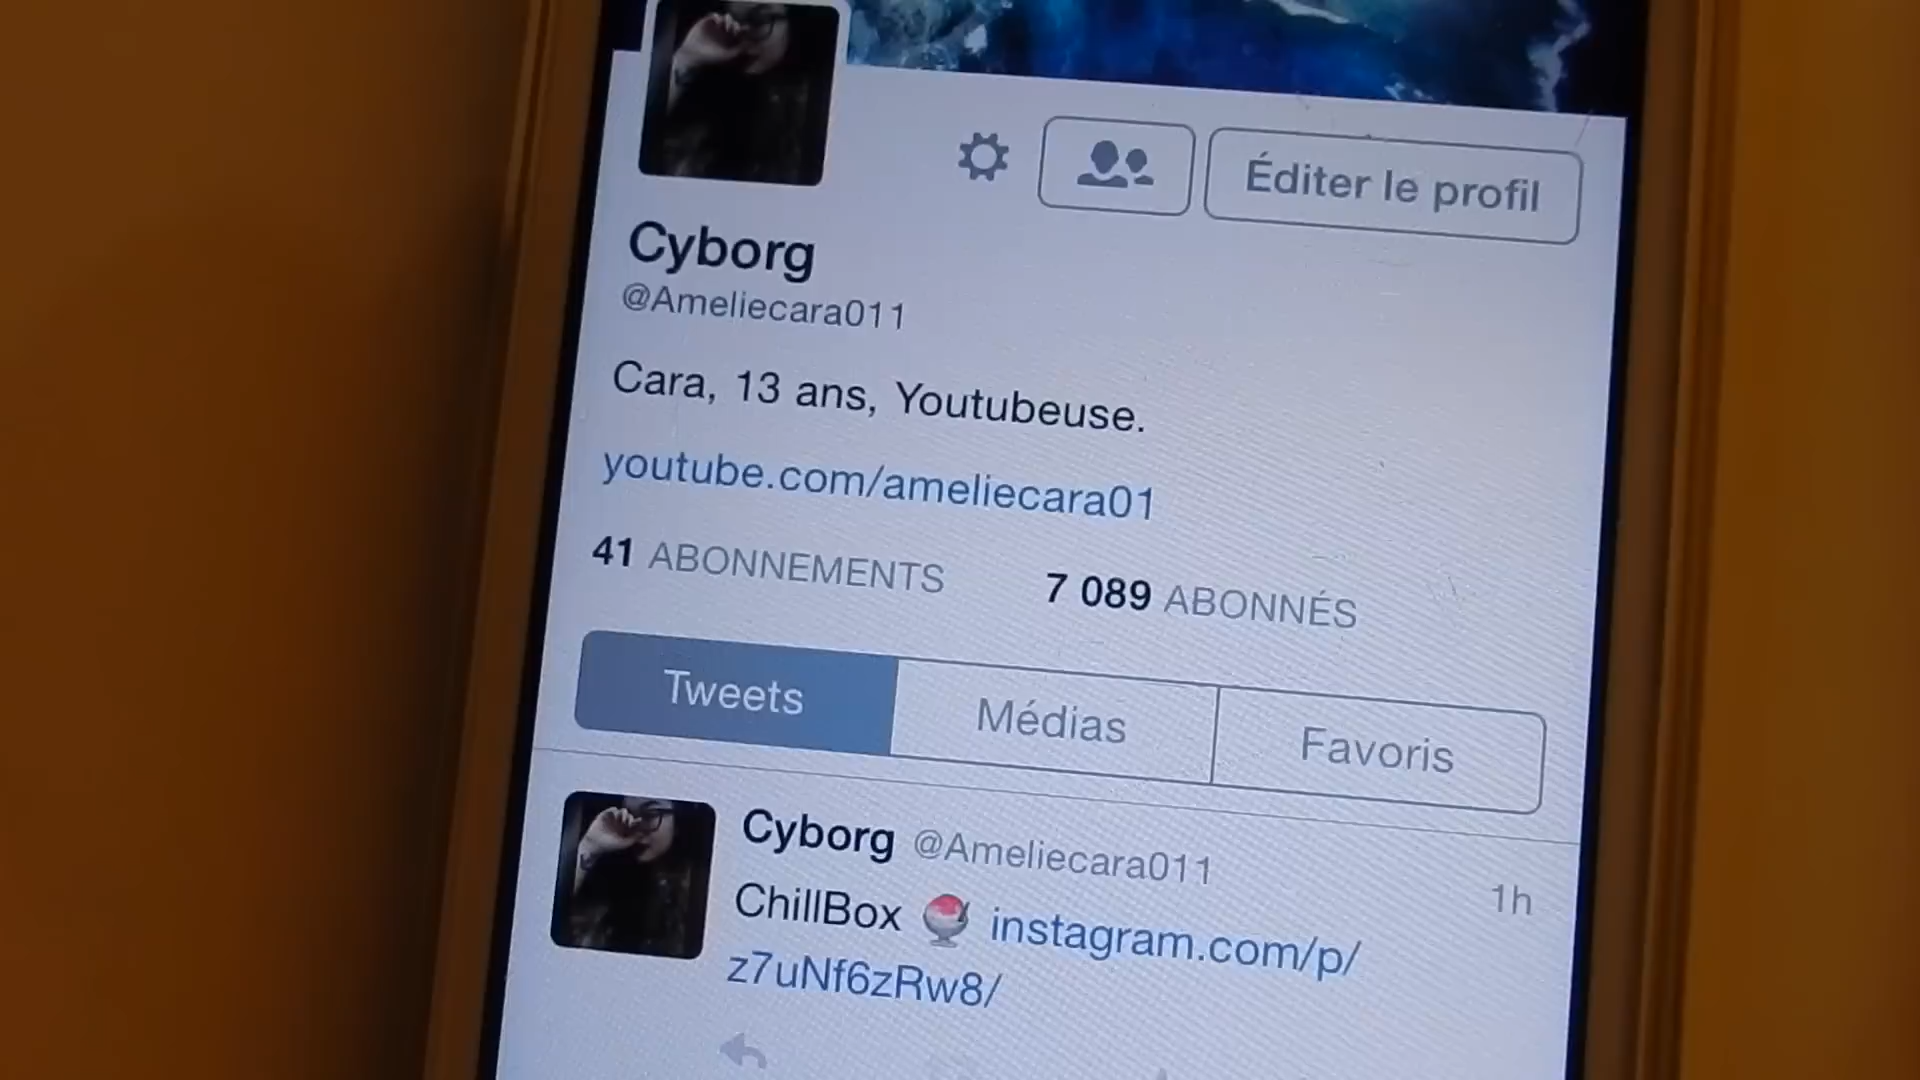 Éditer le profil
Cyborg
@Ameliecara011
Cara, 13 ans, Youtubeuse.
youtube.com/ameliecara01
41 ABONNEMENTS 7 089 ABONNÉS
Tweets Médias Favoris
Cyborg @Ameliecara011 1h
ChillBox 🍧 instagram.com/p/
z7uNf6zRw8/